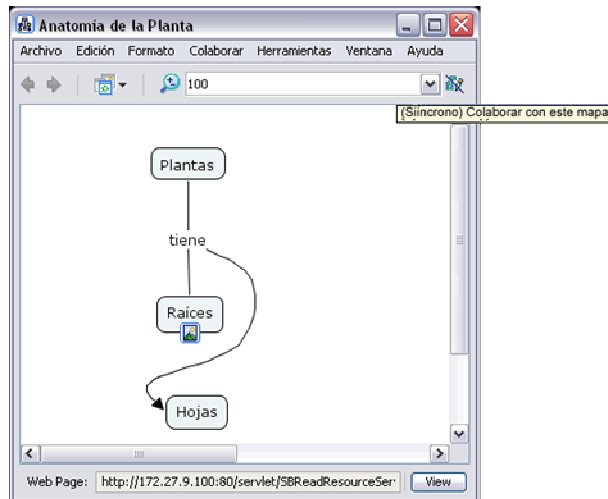 Anatomia de la Planta
Archivo Edición Formato Colaborar Herramientas Ventana Ayuda
100
(Siíncrono) Colaborar con este mapa
Plantas
tiene
Raíces
Hojas
Web Page: http://172.27.9.100:80/servlet/SBReadResourceSer View